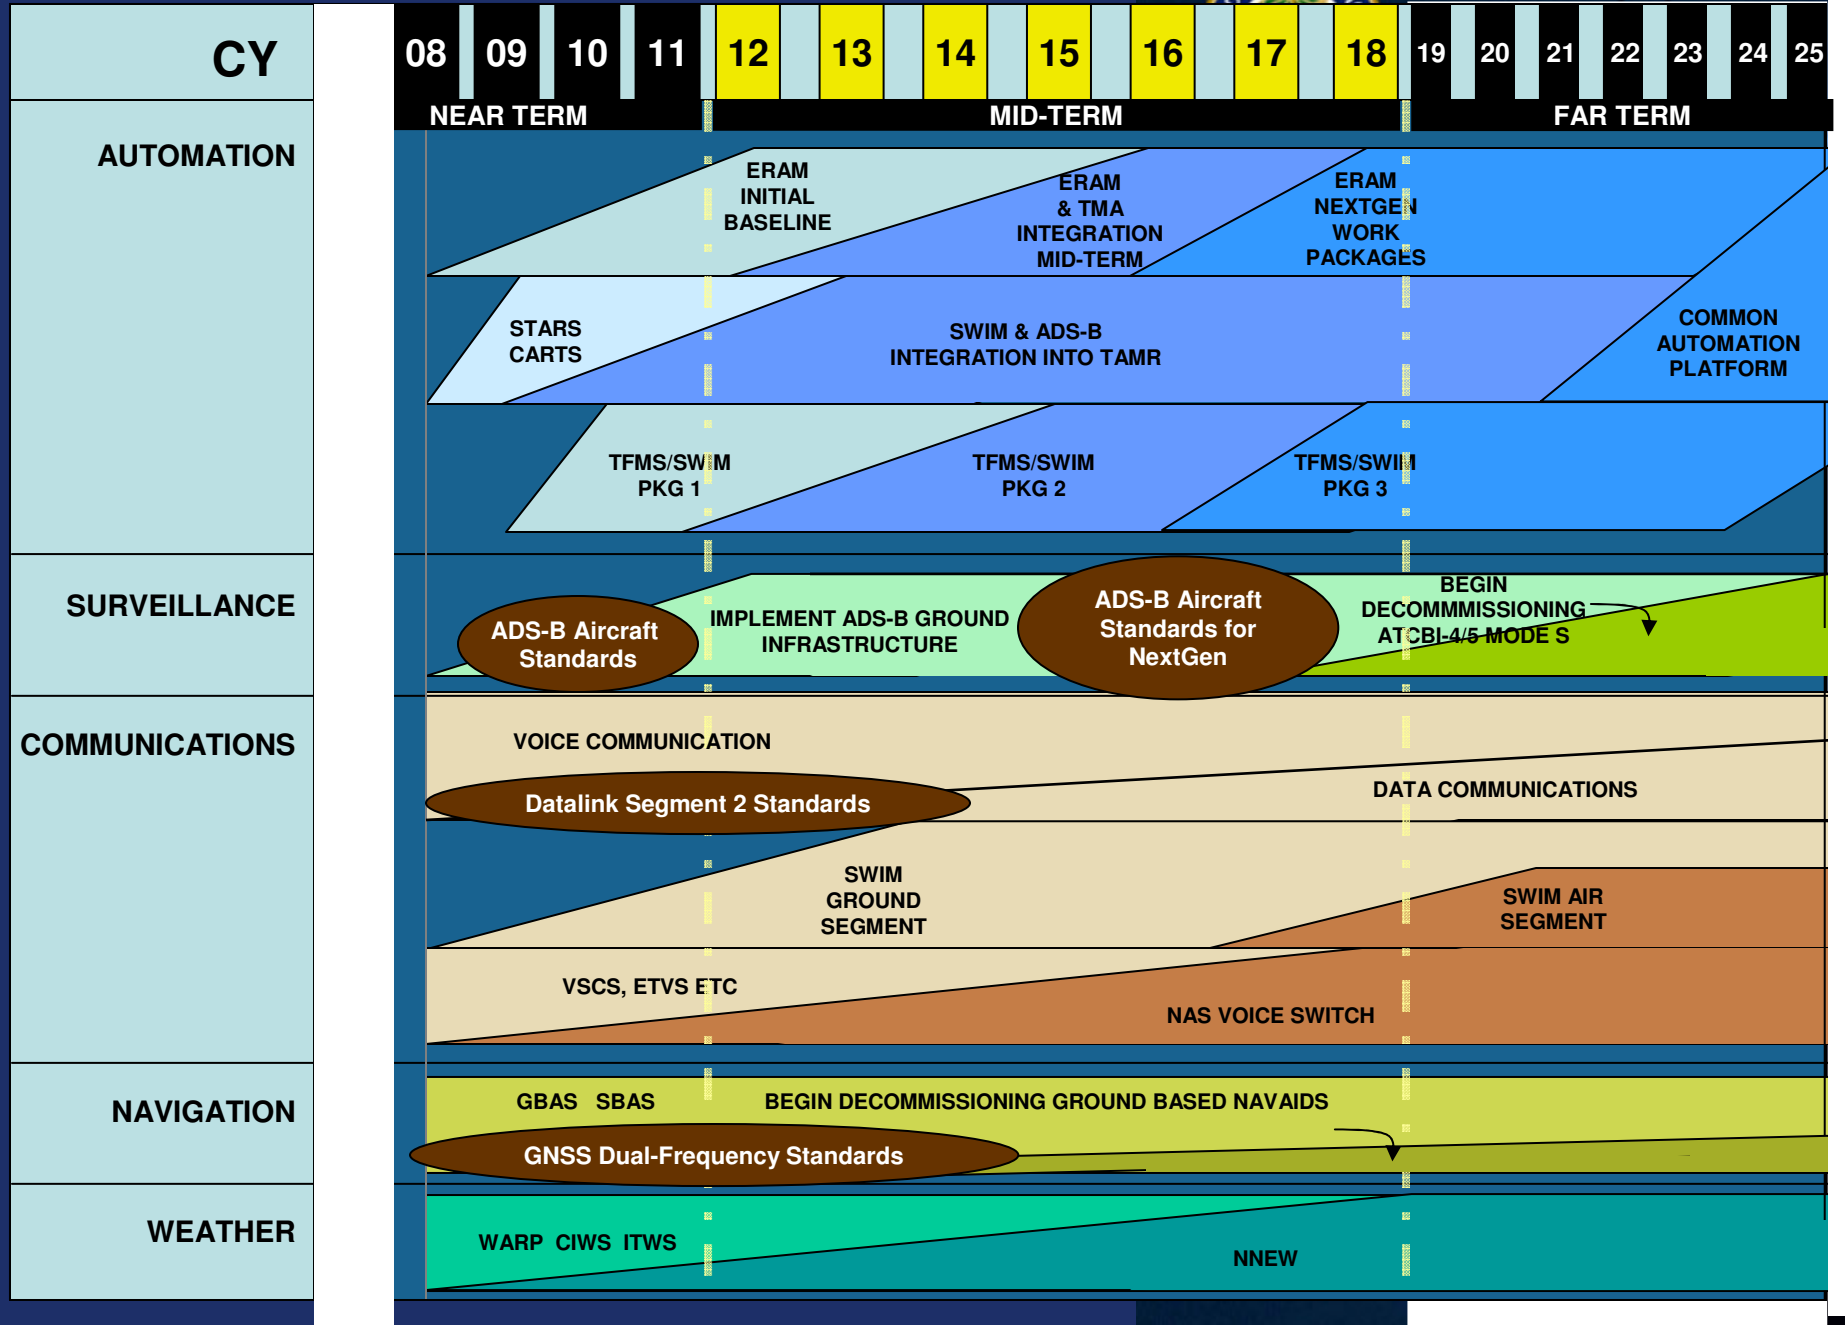 CY
08 09 10 11 12 13 14 15 16 17 18 19 20 21 22 23 24 25
NEAR TERM MID-TERM FAR TERM
AUTOMATION
ERAM
INITIAL
BASELINE
ERAM
& TMA
INTEGRATION
MID-TERM
ERAM
NEXTGEN
WORK
PACKAGES
STARS
CARTS
SWIM & ADS-B
INTEGRATION INTO TAMR
COMMON
AUTOMATION
PLATFORM
TFMS/SWIM
PKG 1
TFMS/SWIM
PKG 2
TFMS/SWIM
PKG 3
SURVEILLANCE
ADS-B Aircraft
Standards
IMPLEMENT ADS-B GROUND
INFRASTRUCTURE
ADS-B Aircraft
Standards for
NextGen
BEGIN
DECOMMMISSIONING
ATCBI-4/5 MODE S
COMMUNICATIONS
VOICE COMMUNICATION
Datalink Segment 2 Standards
DATA COMMUNICATIONS
SWIM
GROUND
SEGMENT
SWIM AIR
SEGMENT
VSCS, ETVS ETC
NAS VOICE SWITCH
NAVIGATION
GBAS SBAS
BEGIN DECOMMISSIONING GROUND BASED NAVAIDS
GNSS Dual-Frequency Standards
WEATHER
WARP CIWS ITWS
NNEW